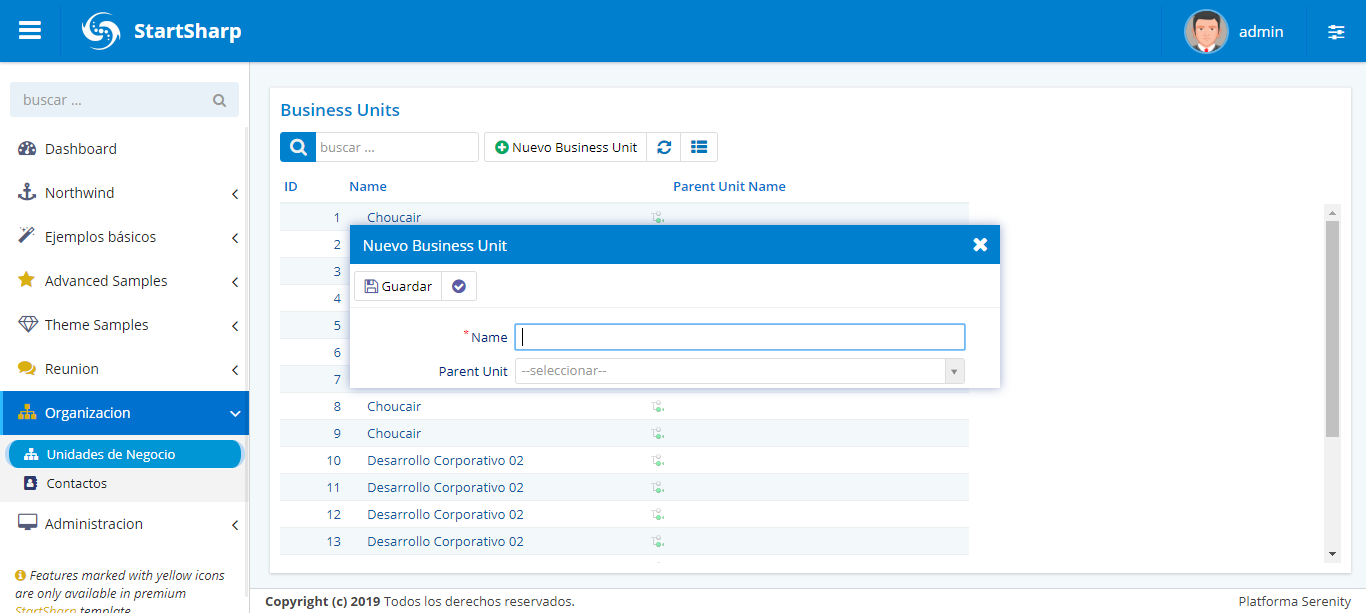 StartSharp
admin
buscar ...
Dashboard
Northwind
Ejemplos básicos
Advanced Samples
Theme Samples
Reunion
Organizacion
Unidades de Negocio
Contactos
Administracion
Features marked with yellow icons
are only available in premium
StartSharp template
Business Units
buscar ...
Nuevo Business Unit
ID Name Parent Unit Name
1 Choucair
2
3
4
5
6
7
Nuevo Business Unit
Guardar
*Name
Parent Unit --seleccionar--
8 Choucair
9 Choucair
10 Desarrollo Corporativo 02
11 Desarrollo Corporativo 02
12 Desarrollo Corporativo 02
13 Desarrollo Corporativo 02
Copyright (c) 2019 Todos los derechos reservados.
Platforma Serenity